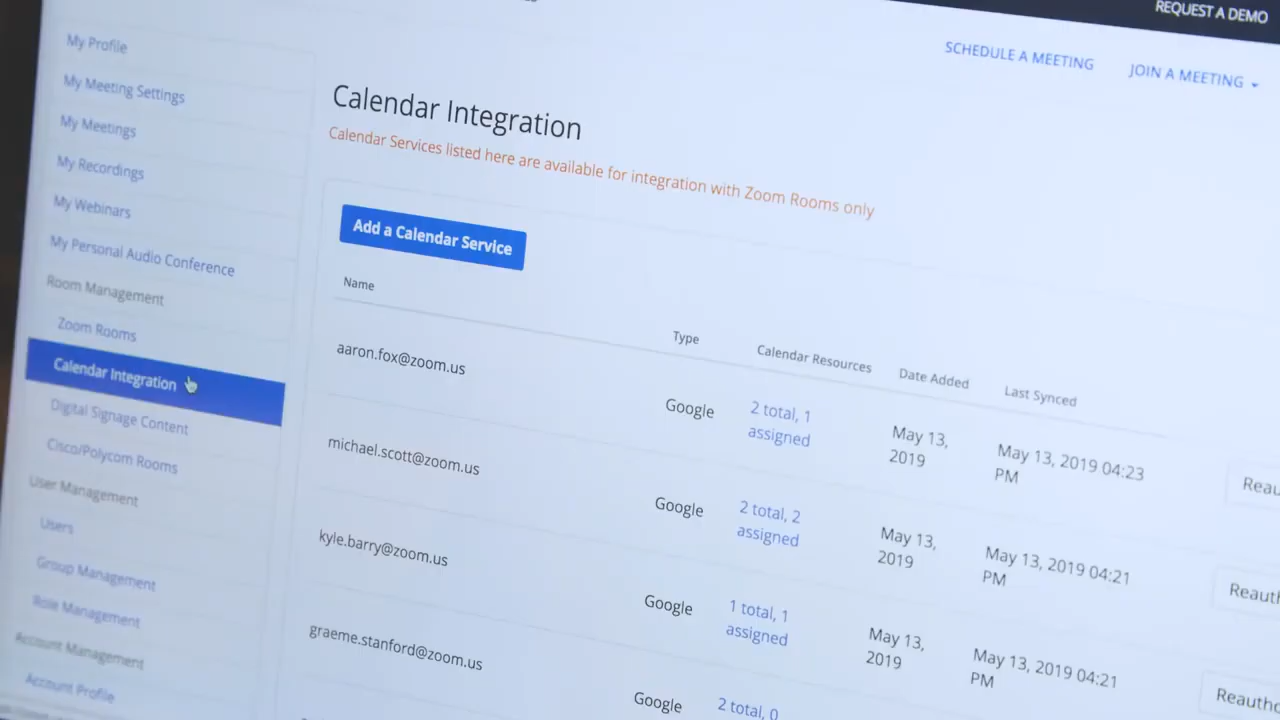 REQUEST A DEMO
SCHEDULE A MEETING
JOIN A MEETING
My Profile
My Meeting Settings
My Meetings
My Recordings
My Webinars
My Personal Audio Conference
Room Management
Zoom Rooms
Calendar Integration
Digital Signage Content
Cisco/Polycom Rooms
User Management
Users
Group Management
Role Management
Account Management
Account Profile
Calendar Integration
Calendar Services listed here are available for integration with Zoom Rooms only
Add a Calendar Service
Name Type Calendar Resources Date Added Last Synced
aaron.fox@zoom.us Google 2 total, 1 May 13, May 13, 2019 04:23
assigned 2019 PM
michael.scott@zoom.us Google 2 total, 2 May 13, May 13, 2019 04:21
assigned 2019 PM
kyle.barry@zoom.us Google 1 total, 1 May 13, May 13, 2019 04:21
assigned 2019 PM
graeme.stanford@zoom.us Google 2 total, 0